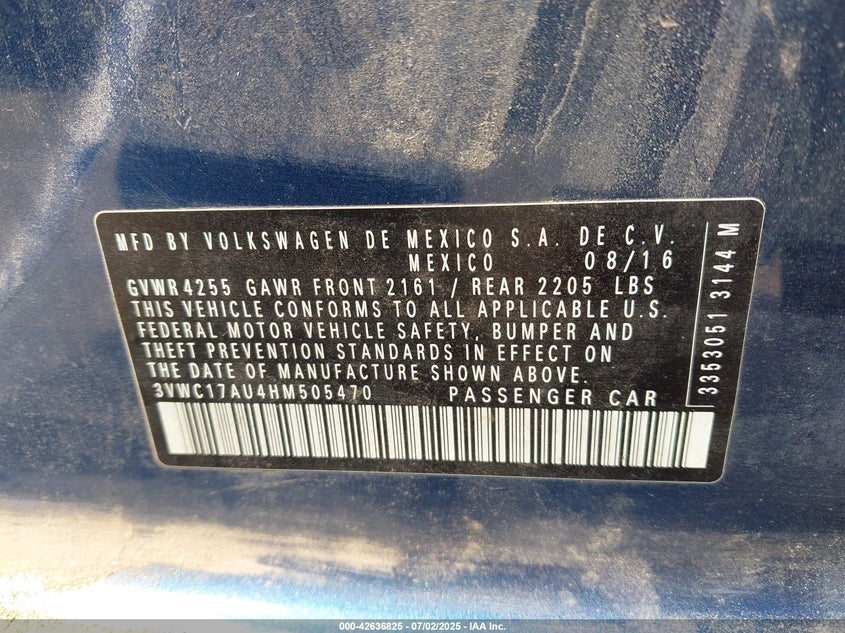 MFD BY VOLKSWAGEN DE MEXICO S.A. DE C.V.
MEXICO 08/16
GVWR 4255 GAWR FRONT 2161 / REAR 2205 LBS
THIS VEHICLE CONFORMS TO ALL APPLICABLE U.S.
FEDERAL MOTOR VEHICLE SAFETY, BUMPER AND
THEFT PREVENTION STANDARDS IN EFFECT ON
THE DATE OF MANUFACTURE SHOWN ABOVE.
3VWC17AU4HM505470 PASSENGER CAR
3353051 3144 M
000-42636825 - 07/02/2025 - IAA Inc.